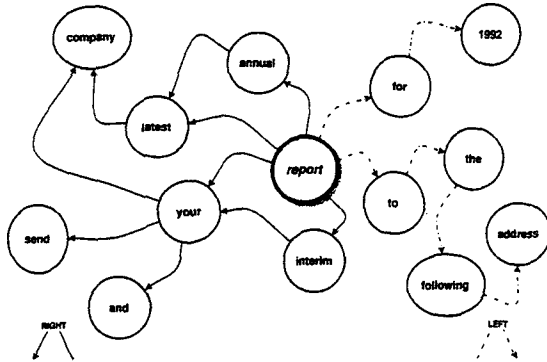 company
1992
annual
for
latest
report
the
your
to
send
address
interim
following
and
RIGHT
LEFT